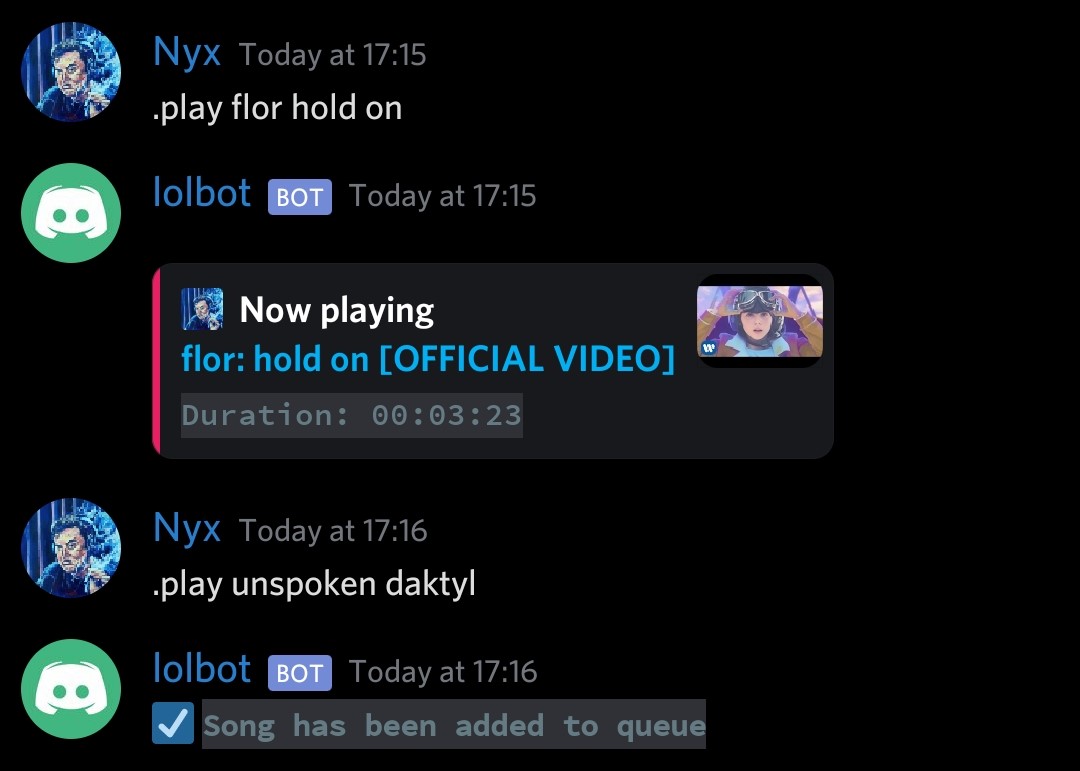 Nyx Today at 17:15
.play flor hold on
lolbot BOT Today at 17:15
Now playing
flor: hold on [OFFICIAL VIDEO]
Duration: 00:03:23
Nyx Today at 17:16
.play unspoken daktyl
lolbot BOT Today at 17:16
Song has been added to queue